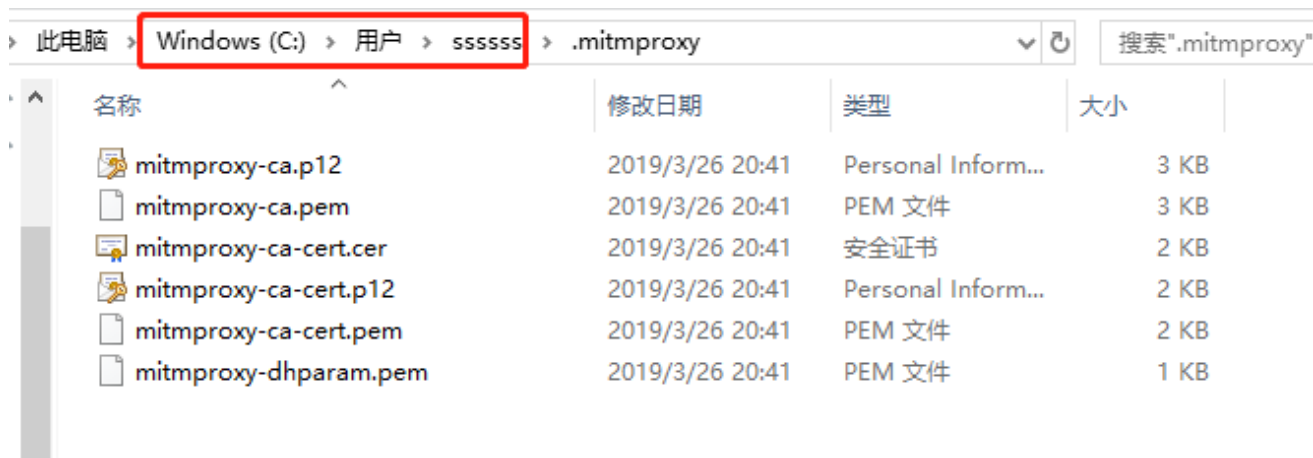 此电脑 > Windows (C:) > 用户 > ssssss > .mitmproxy 搜索".mitmproxy"
名称 修改日期 类型 大小
mitmproxy-ca.p12 2019/3/26 20:41 Personal Inform... 3 KB
mitmproxy-ca.pem 2019/3/26 20:41 PEM 文件 3 KB
mitmproxy-ca-cert.cer 2019/3/26 20:41 安全证书 2 KB
mitmproxy-ca-cert.p12 2019/3/26 20:41 Personal Inform... 2 KB
mitmproxy-ca-cert.pem 2019/3/26 20:41 PEM 文件 2 KB
mitmproxy-dhparam.pem 2019/3/26 20:41 PEM 文件 1 KB